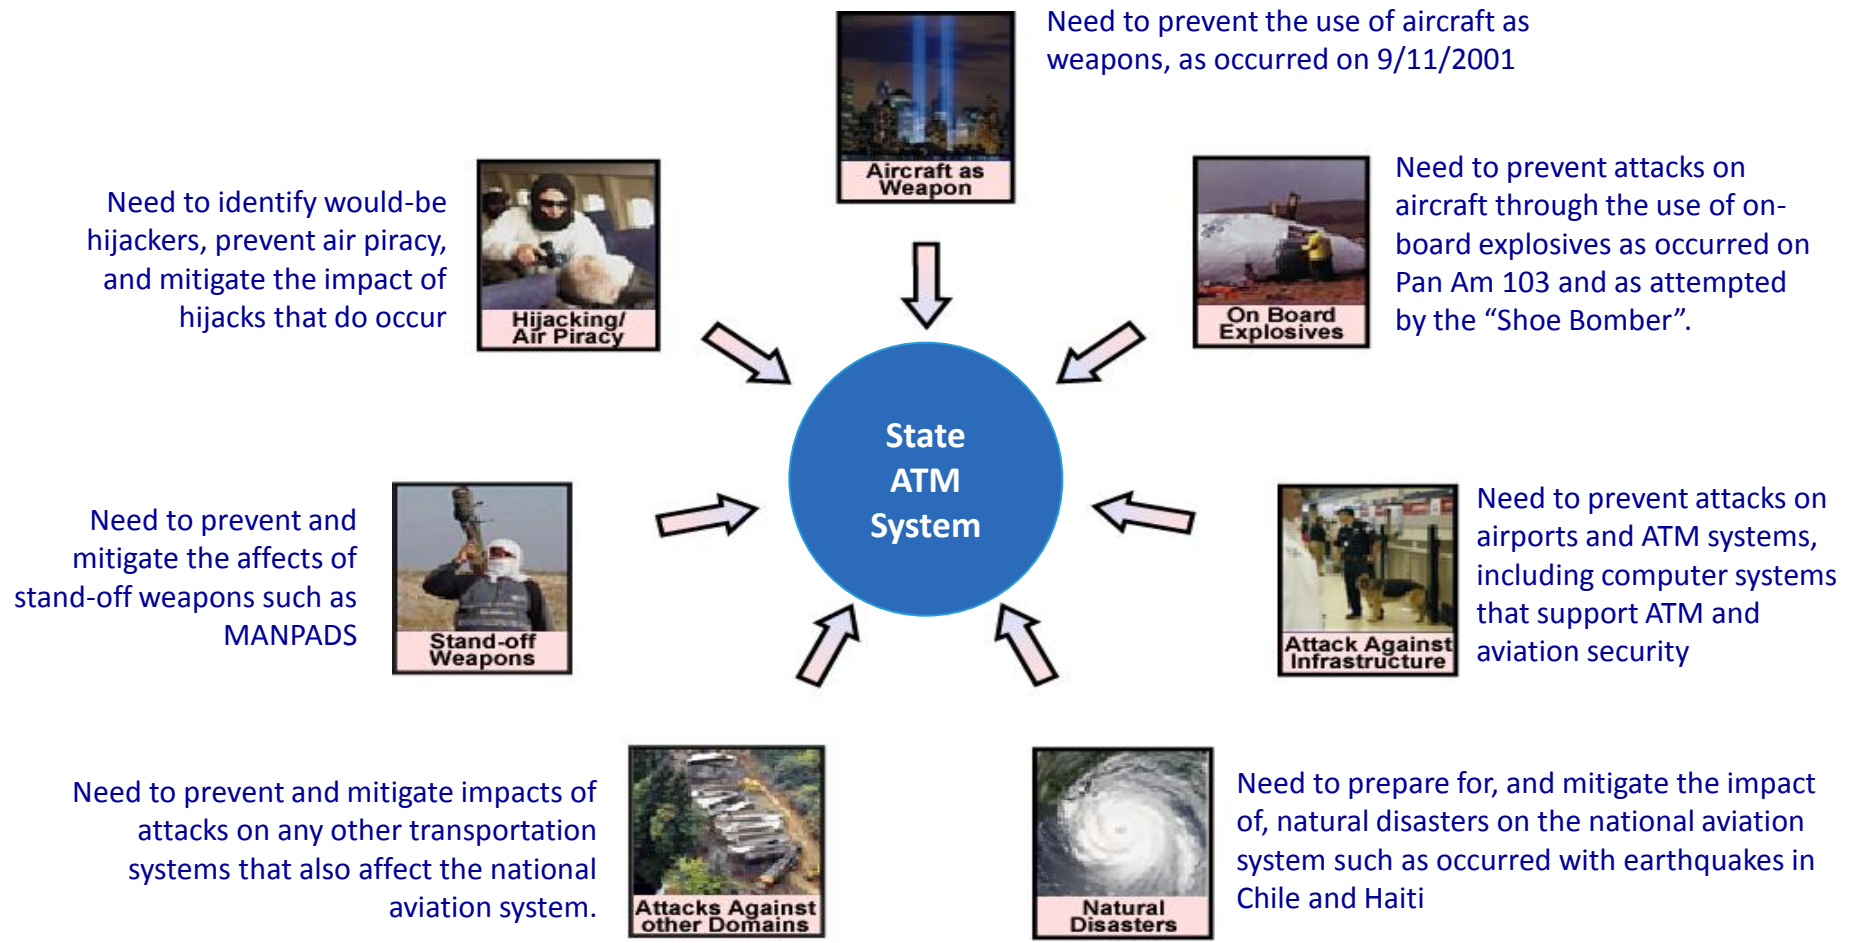 Need to prevent the use of aircraft as
weapons, as occurred on 9/11/2001
Aircraft as
Weapon
Need to identify would-be
hijackers, prevent air piracy,
and mitigate the impact of
hijacks that do occur
Hijacking/
Air Piracy
On Board
Explosives
Need to prevent attacks on
aircraft through the use of on-
board explosives as occurred on
Pan Am 103 and as attempted
by the “Shoe Bomber”.
State
ATM
System
Need to prevent and
mitigate the affects of
stand-off weapons such as
MANPADS
Stand-off
Weapons
Attack Against
Infrastructure
Need to prevent attacks on
airports and ATM systems,
including computer systems
that support ATM and
aviation security
Need to prevent and mitigate impacts of
attacks on any other transportation
systems that also affect the national
aviation system.
Attacks Against
other Domains
Natural
Disasters
Need to prepare for, and mitigate the impact
of, natural disasters on the national aviation
system such as occurred with earthquakes in
Chile and Haiti